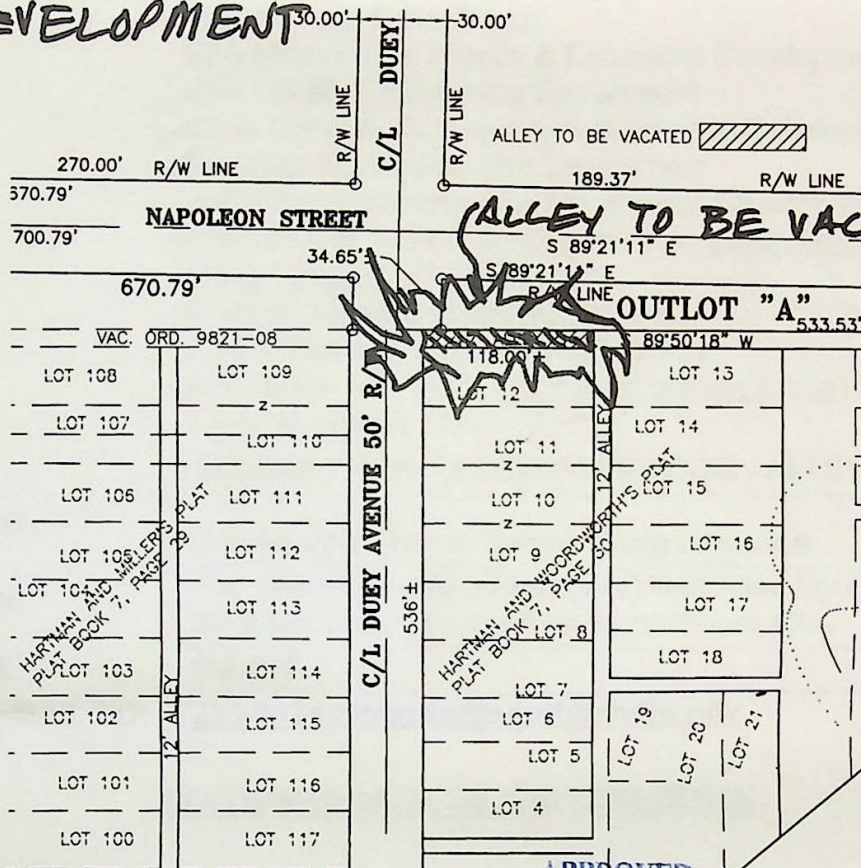 EVELOPMENT
30.00'
30.00'
C/L DUEY
R/W LINE
R/W LINE
ALLEY TO BE VACATED
270.00' R/W LINE
189.37' R/W LINE
670.79'
NAPOLEON STREET
ALLEY TO BE VAC
700.79'
S 89°21'11" E
34.65'±
S 89°21'11" E
670.79'
R/W LINE
OUTLOT "A"
533.53'
VAC. ORD. 9821-08
118.00'±
89°50'18" W
LOT 108
LOT 109
LOT 12
LOT 13
LOT 107
Z
LOT 110
LOT 11
LOT 14
Z
LOT 106
LOT 111
LOT 10
LOT 15
Z
LOT 105
LOT 112
LOT 9
LOT 16
LOT 104
LOT 113
LOT 8
LOT 17
LOT 103
LOT 114
LOT 7
LOT 18
LOT 102
LOT 115
LOT 6
LOT 19
LOT 20
LOT 21
LOT 101
LOT 116
LOT 5
LOT 100
LOT 117
LOT 4
HARTMAN AND MILLER'S PLAT
PLAT BOOK 7, PAGE 29
12' ALLEY
C/L DUEY AVENUE 50' R/
536'±
HARTMAN AND WOORDWORTH'S PLAT
PLAT BOOK 7, PAGE 30
12' ALLEY
APPROVED